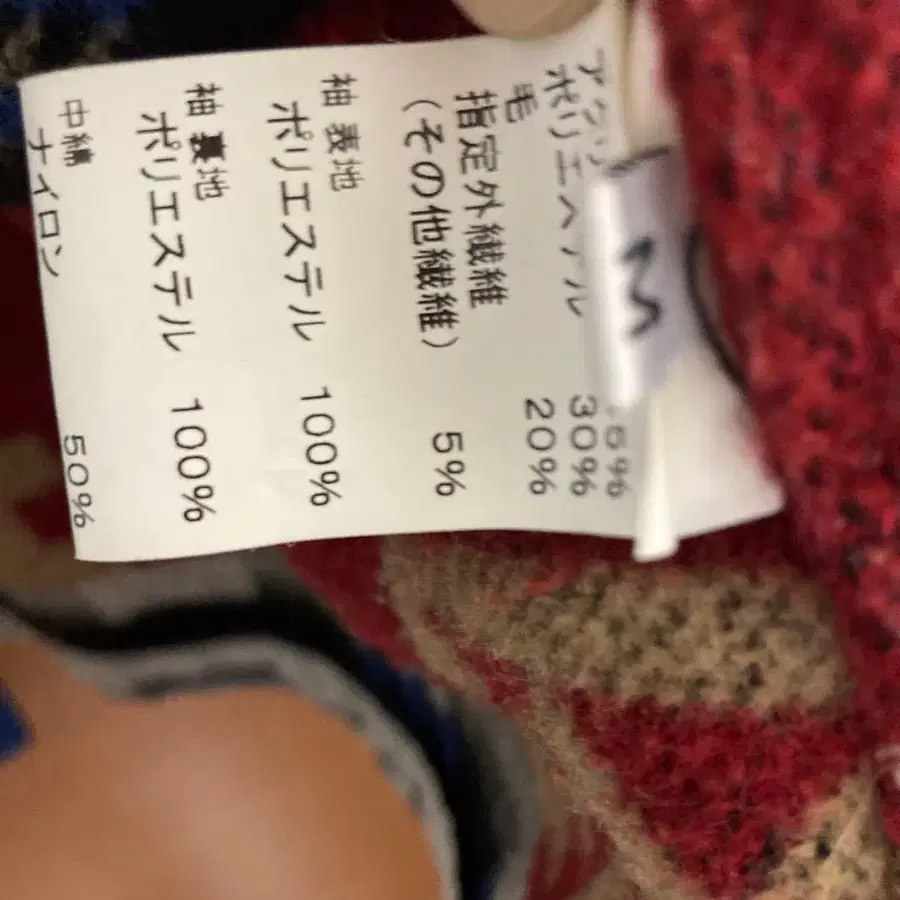 M
ポリエステル 30%
毛 20%
指定外繊維
(その他繊維) 5%
袖 表地
ポリエステル 100%
袖 裏地
ポリエステル 100%
中綿
ナイロン 50%